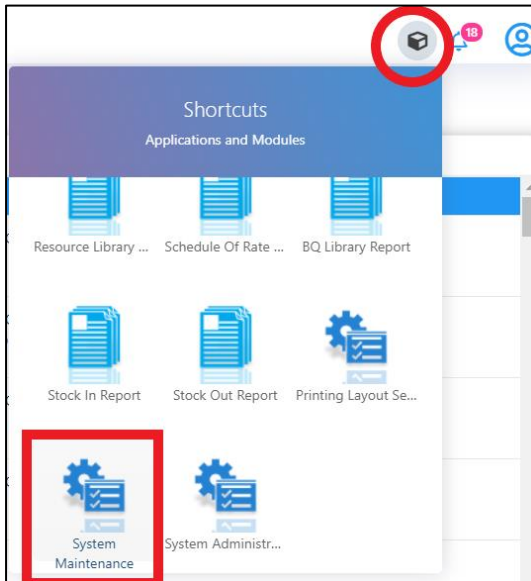 18
Shortcuts
Applications and Modules
Resource Library ...
Schedule Of Rate ...
BQ Library Report
Stock In Report
Stock Out Report
Printing Layout Se...
System
Maintenance
System Administr...